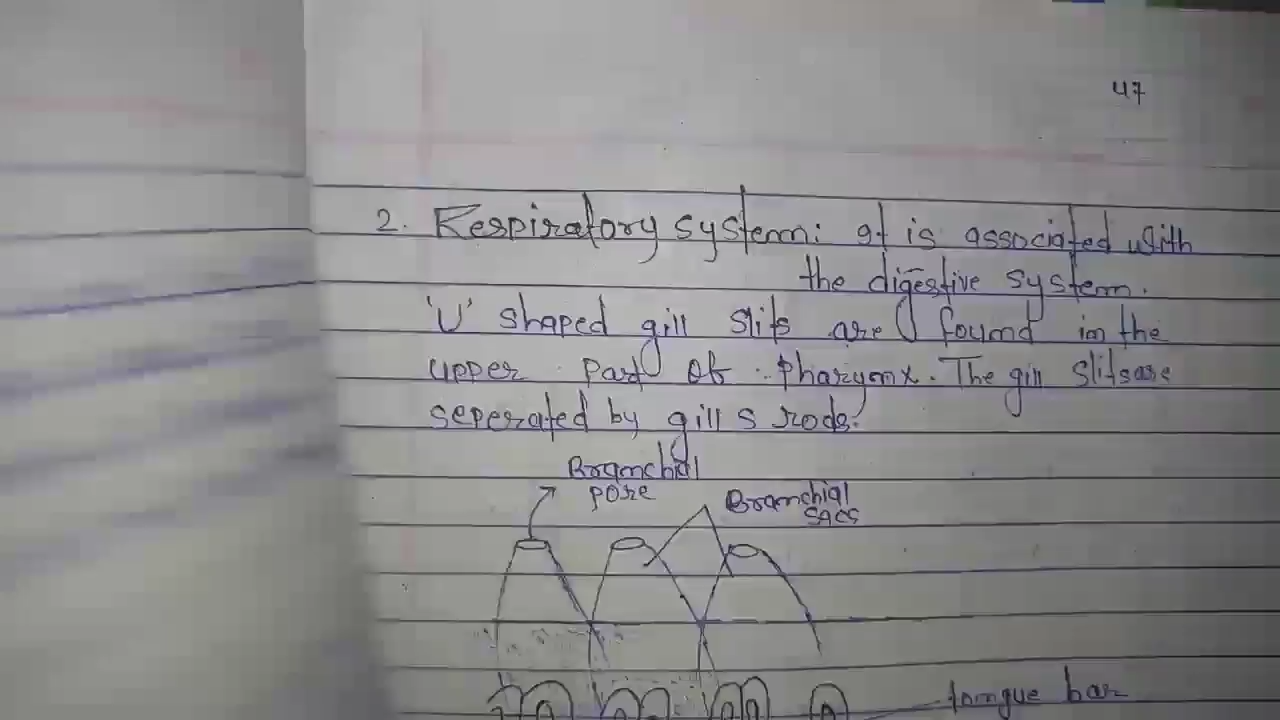 47
2. Respiratory system: It is associated with
the digestive system.
'U' shaped gill slits are found in the
upper part of pharynx. The gill slits are
seperated by gill s rods.
Branchial
pore
Branchial
sacs
tongue bar